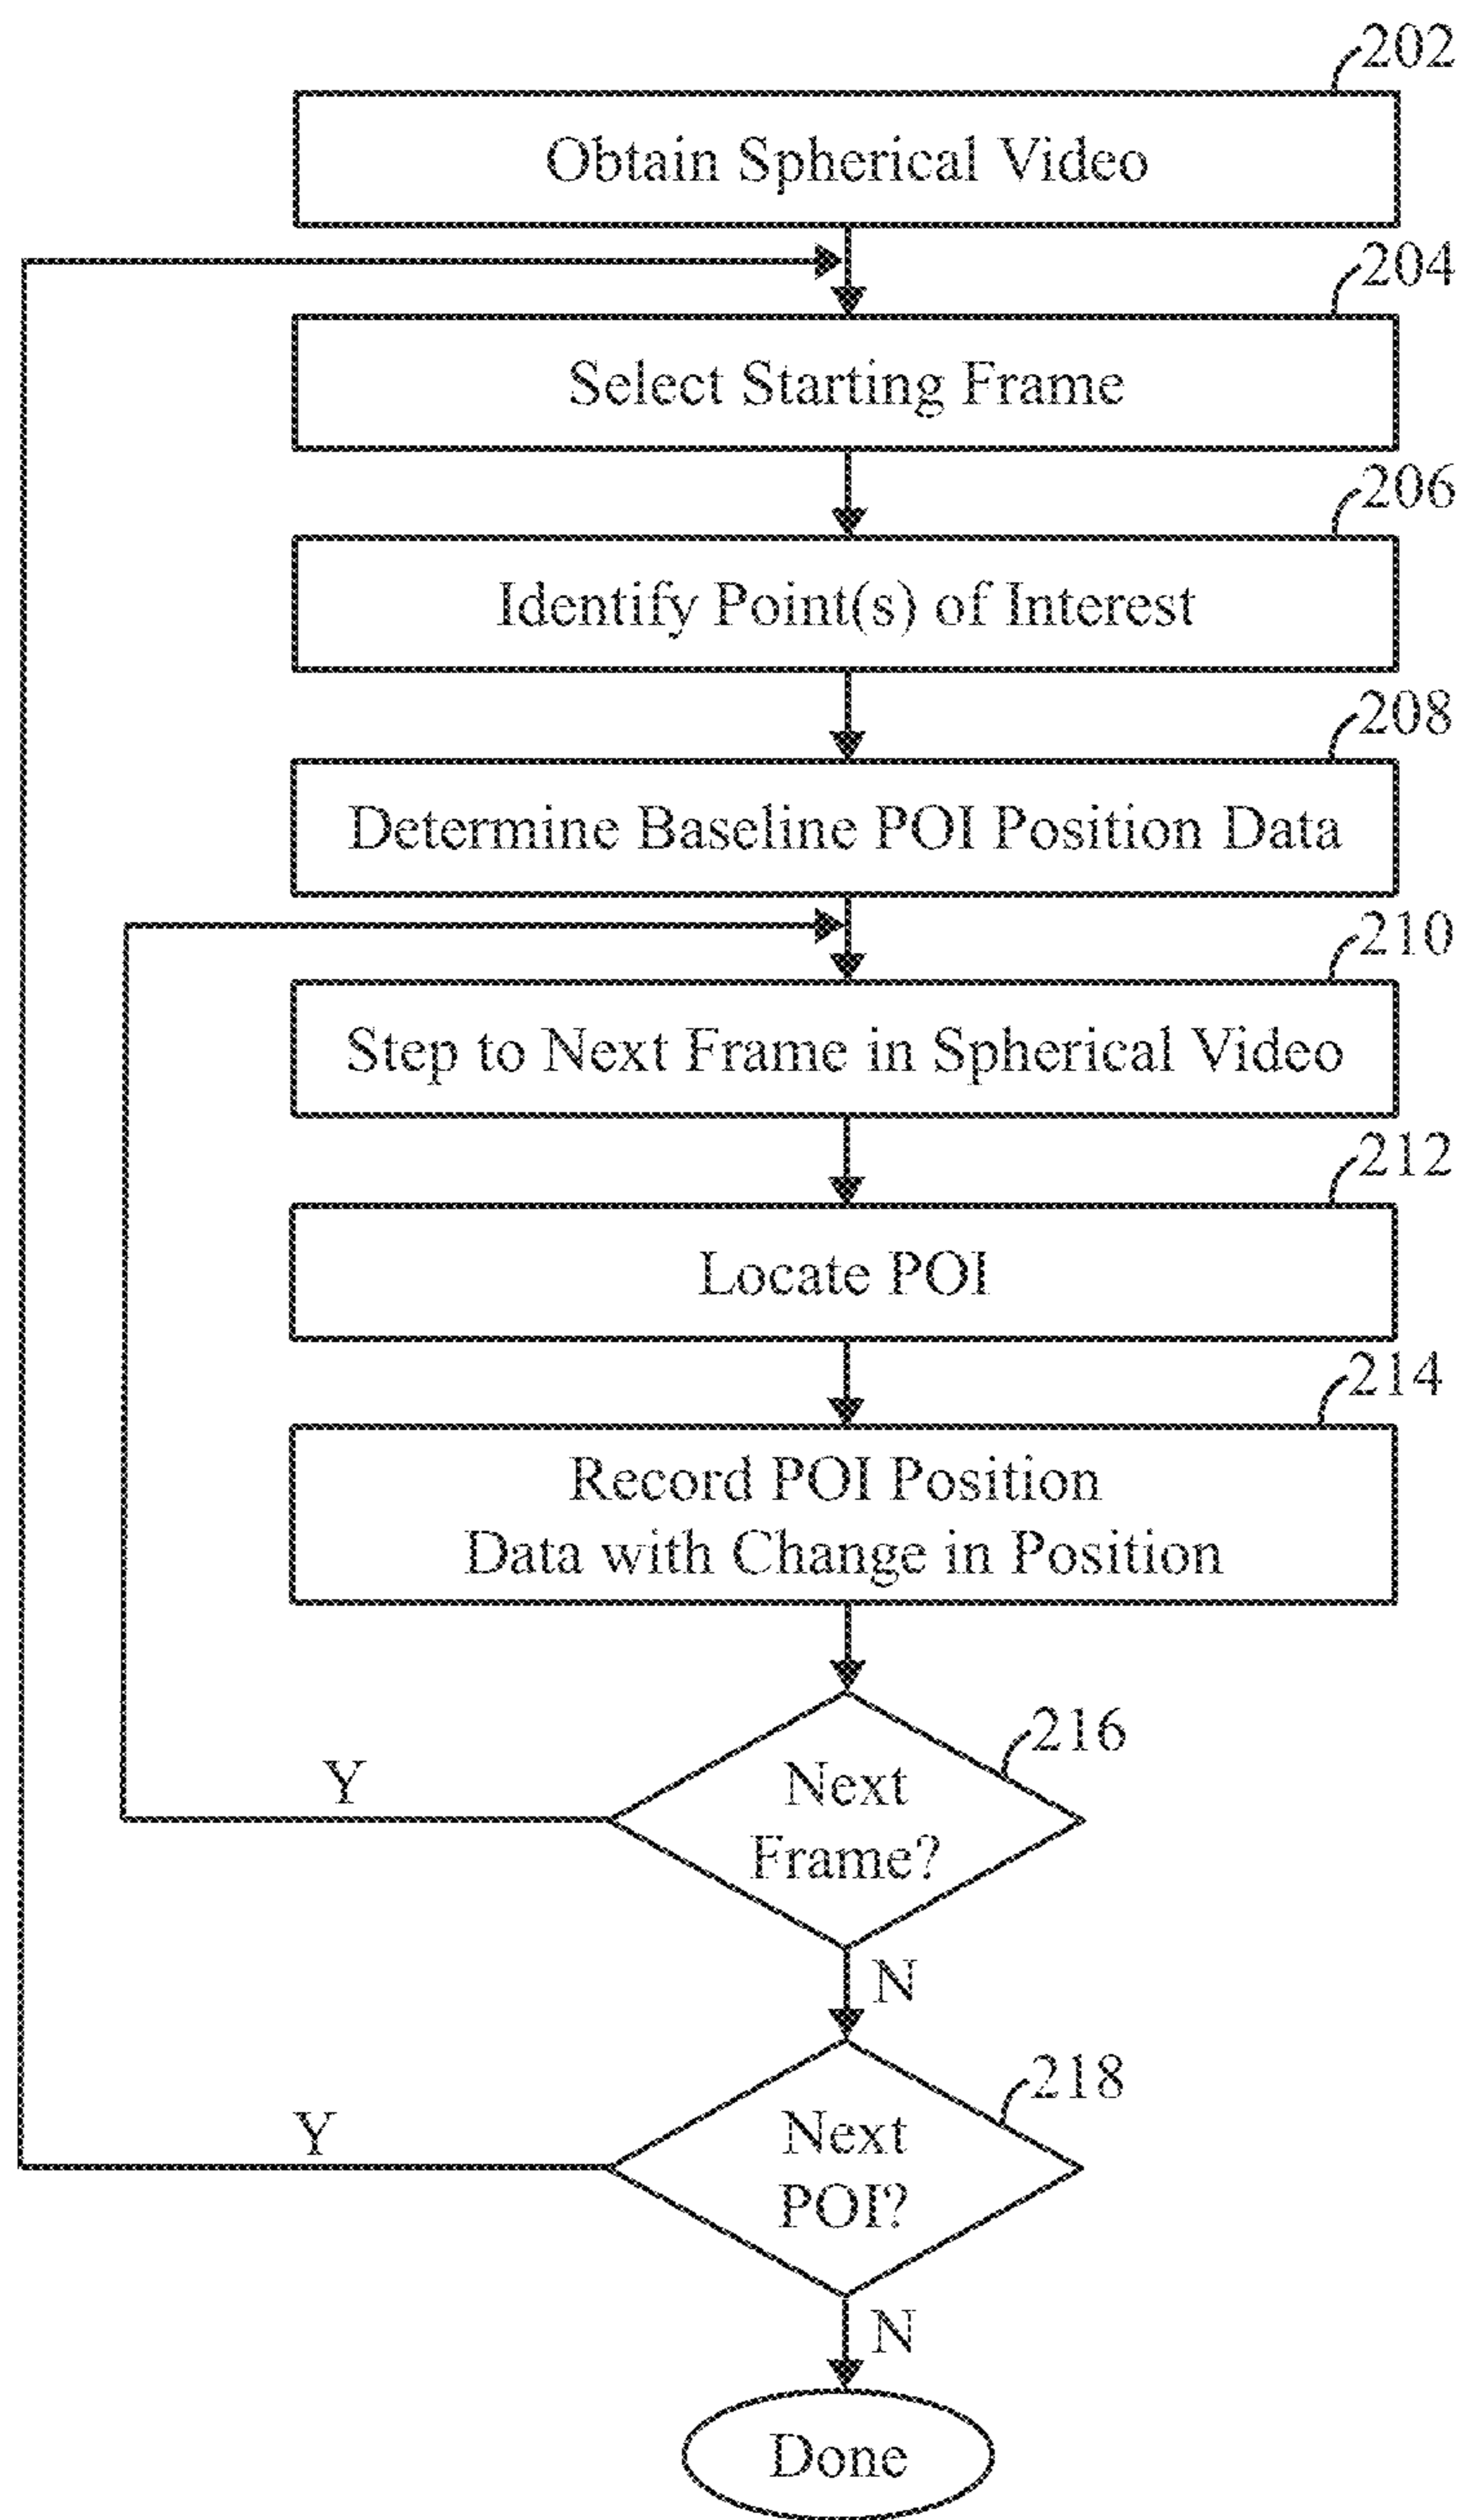 202
Obtain Spherical Video
204
Select Starting Frame
206
Identify Point(s) of Interest
208
Determine Baseline POI Position Data
210
Step to Next Frame in Spherical Video
212
Locate POI
214
Record POI Position
Data with Change in Position
216
Next
Frame?
Y
N
218
Next
POI?
Y
N
Done